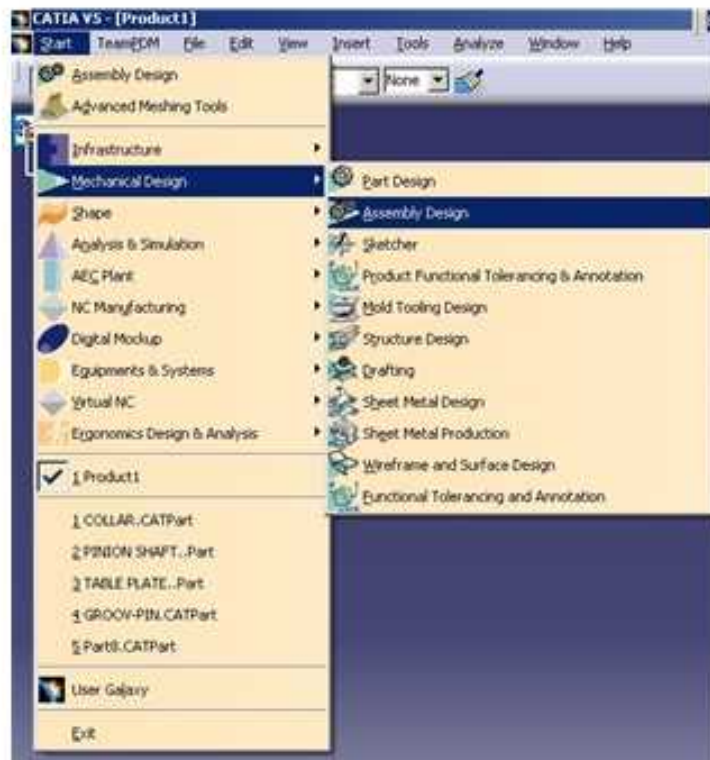 CATIA V5 - [Product1]
Start TeamPDM File Edit View Insert Tools Analyze Window Help
None
Assembly Design
Advanced Meshing Tools
Infrastructure
Mechanical Design
Shape
Analysis & Simulation
AEC Plant
NC Manufacturing
Digital Mockup
Equipments & Systems
Virtual NC
Ergonomics Design & Analysis
1 Product1
1 COLLAR..CATPart
2 PINION SHAFT..Part
3 TABLE PLATE..Part
4 GROOV-PIN.CATPart
5 Part8.CATPart
User Galaxy
Exit
Part Design
Assembly Design
Sketcher
Product Functional Tolerancing & Annotation
Mold Tooling Design
Structure Design
Drafting
Sheet Metal Design
Sheet Metal Production
Wireframe and Surface Design
Functional Tolerancing and Annotation